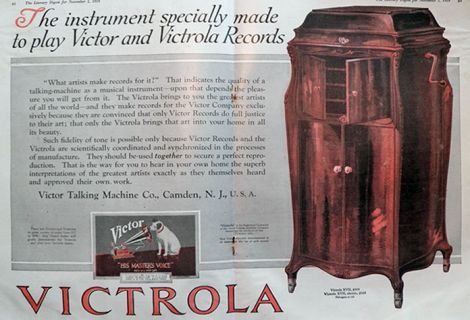 The Literary Digest for November 2, 1918
The instrument specially made
to play Victor and Victrola Records
"What artists make records for it?" That indicates the quality of a
talking-machine as a musical instrument—upon that depends the pleas-
ure you will get from it. The Victrola brings to you the greatest artists
of all the world—and they make records for the Victor Company exclu-
sively because they are convinced that only Victor Records do full justice
to their art; that only the Victrola brings that art into your home in all
its beauty.
Such fidelity of tone is possible only because Victor Records and the
Victrola are scientifically coordinated and synchronized in the processes
of manufacture. They should be used together to secure a perfect repro-
duction. That is the way for you to hear in your own home the superb
interpretations of the greatest artists exactly as they themselves heard
and approved their own work.
Victor Talking Machine Co., Camden, N. J., U. S. A.
Victor
"HIS MASTER'S VOICE"
Victrola XVII,
Victrola XVII, electric,
VICTROLA